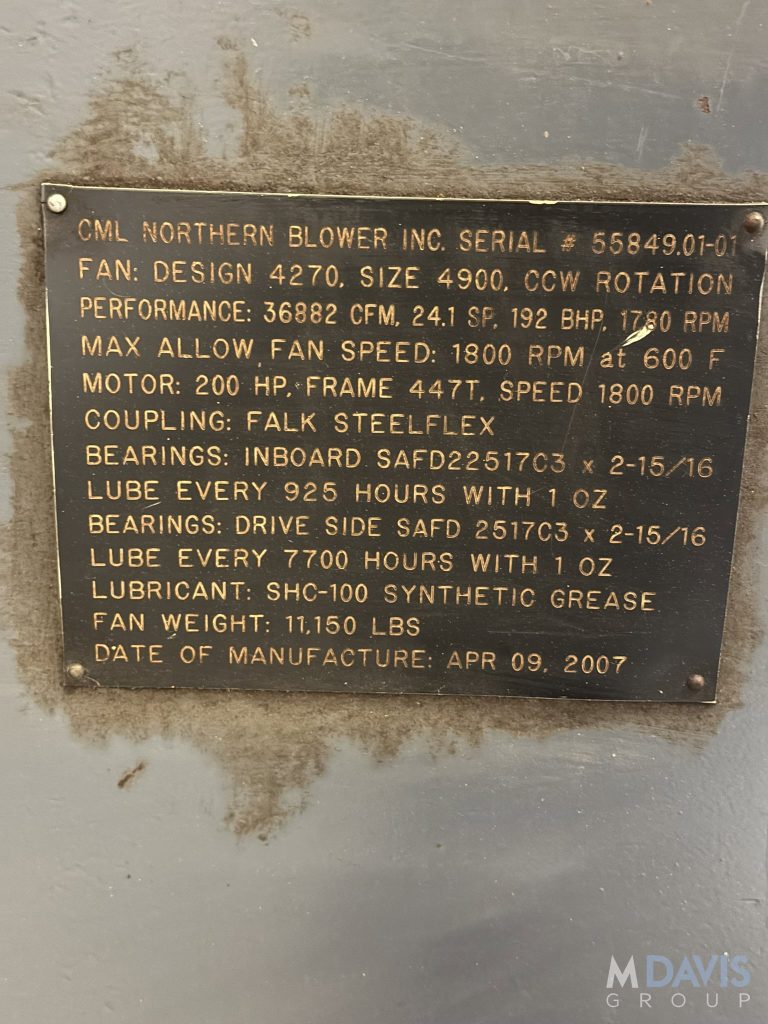 CML NORTHERN BLOWER INC. SERIAL # 55849.01-01
FAN: DESIGN 4270, SIZE 4900, CCW ROTATION
PERFORMANCE: 36882 CFM, 24.1 SP, 192 BHP, 1780 RPM
MAX ALLOW, FAN SPEED: 1800 RPM at 600 F
MOTOR: 200 HP, FRAME 447T, SPEED 1800 RPM
COUPLING: FALK STEELFLEX
BEARINGS: INBOARD SAFD22517C3 x 2-15/16
LUBE EVERY 925 HOURS WITH 1 OZ
BEARINGS: DRIVE SIDE SAFD 2517C3 x 2-15/16
LUBE EVERY 7700 HOURS WITH 1 OZ
LUBRICANT: SHC-100 SYNTHETIC GREASE
FAN WEIGHT: 11,150 LBS
DATE OF MANUFACTURE: APR 09, 2007
M DAVIS
GROUP